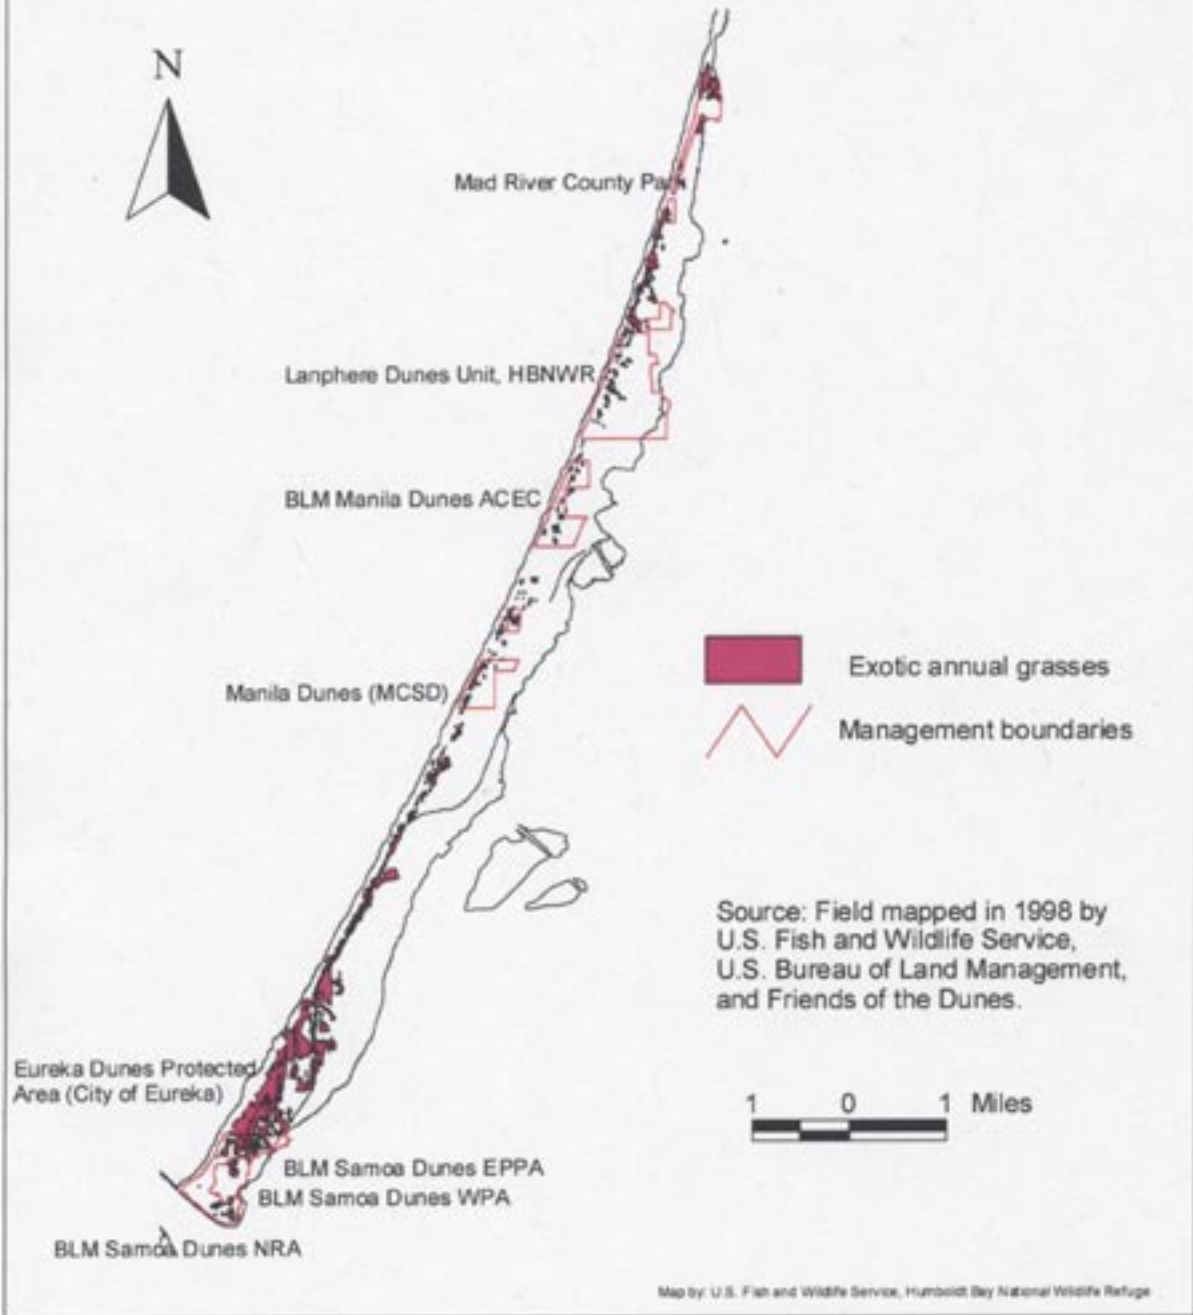 N
Mad River County Park
Lanphere Dunes Unit, HBNWR
BLM Manila Dunes ACEC
Exotic annual grasses
Manila Dunes (MCSD)
Management boundaries
Source: Field mapped in 1998 by
U.S. Fish and Wildlife Service,
U.S. Bureau of Land Management,
and Friends of the Dunes.
Eureka Dunes Protected
Area (City of Eureka)
1 0 1 Miles
BLM Samoa Dunes EPPA
BLM Samoa Dunes WPA
BLM Samoa Dunes NRA
Map by: U.S. Fish and Wildlife Service, Humboldt Bay National Wildlife Refuge